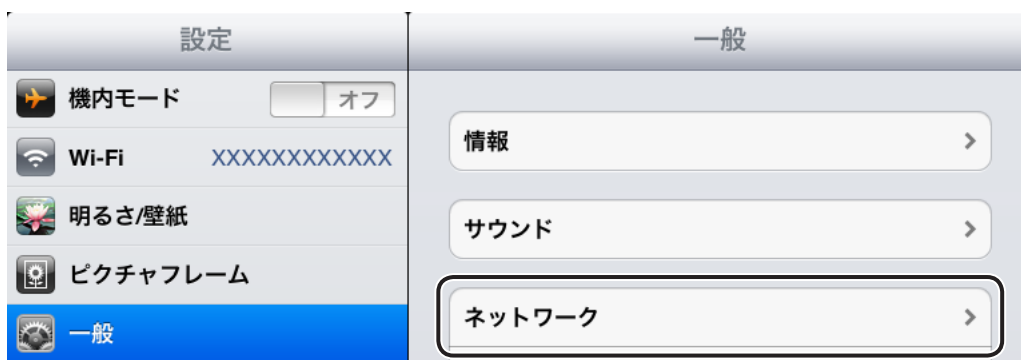 設定
機内モード オフ
Wi-Fi XXXXXXXXXXXX
明るさ/壁紙
ピクチャフレーム
一般
一般
情報
サウンド
ネットワーク